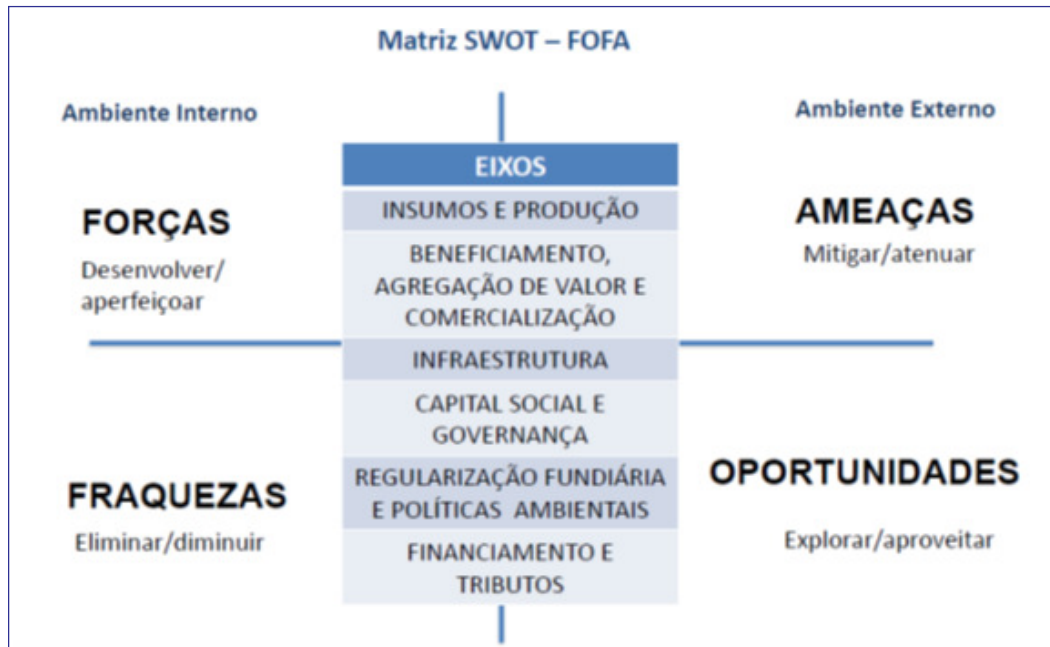 Matriz SWOT – FOFA
Ambiente Interno
Ambiente Externo
FORÇAS
Desenvolver/
aperfeiçoar
EIXOS
INSUMOS E PRODUÇÃO
BENEFICIAMENTO,
AGREGAÇÃO DE VALOR E
COMERCIALIZAÇÃO
INFRAESTRUTURA
CAPITAL SOCIAL E
GOVERNANÇA
REGULARIZAÇÃO FUNDIÁRIA
E POLÍTICAS AMBIENTAIS
FINANCIAMENTO E
TRIBUTOS
AMEAÇAS
Mitigar/atenuar
FRAQUEZAS
Eliminar/diminuir
OPORTUNIDADES
Explorar/aproveitar